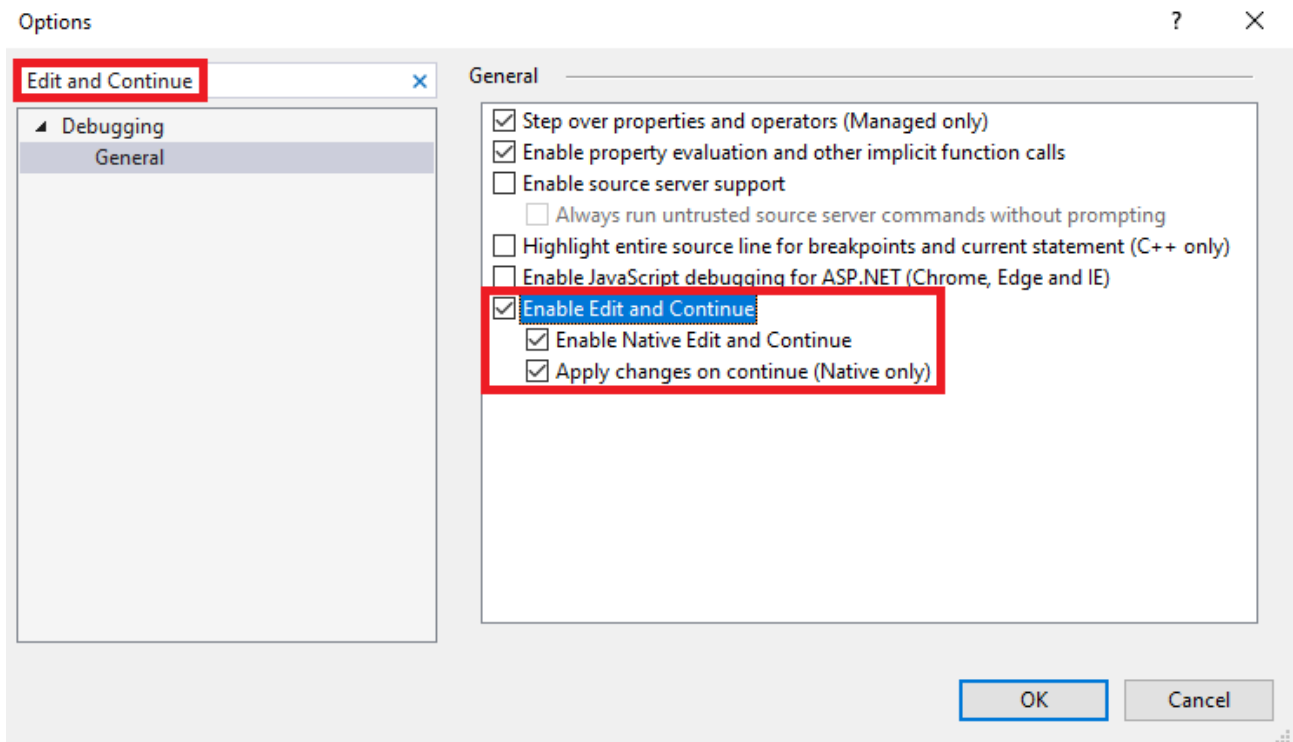 Options
?
Edit and Continue
General
Debugging
General
Step over properties and operators (Managed only)
Enable property evaluation and other implicit function calls
Enable source server support
Always run untrusted source server commands without prompting
Highlight entire source line for breakpoints and current statement (C++ only)
Enable JavaScript debugging for ASP.NET (Chrome, Edge and IE)
Enable Edit and Continue
Enable Native Edit and Continue
Apply changes on continue (Native only)
OK
Cancel